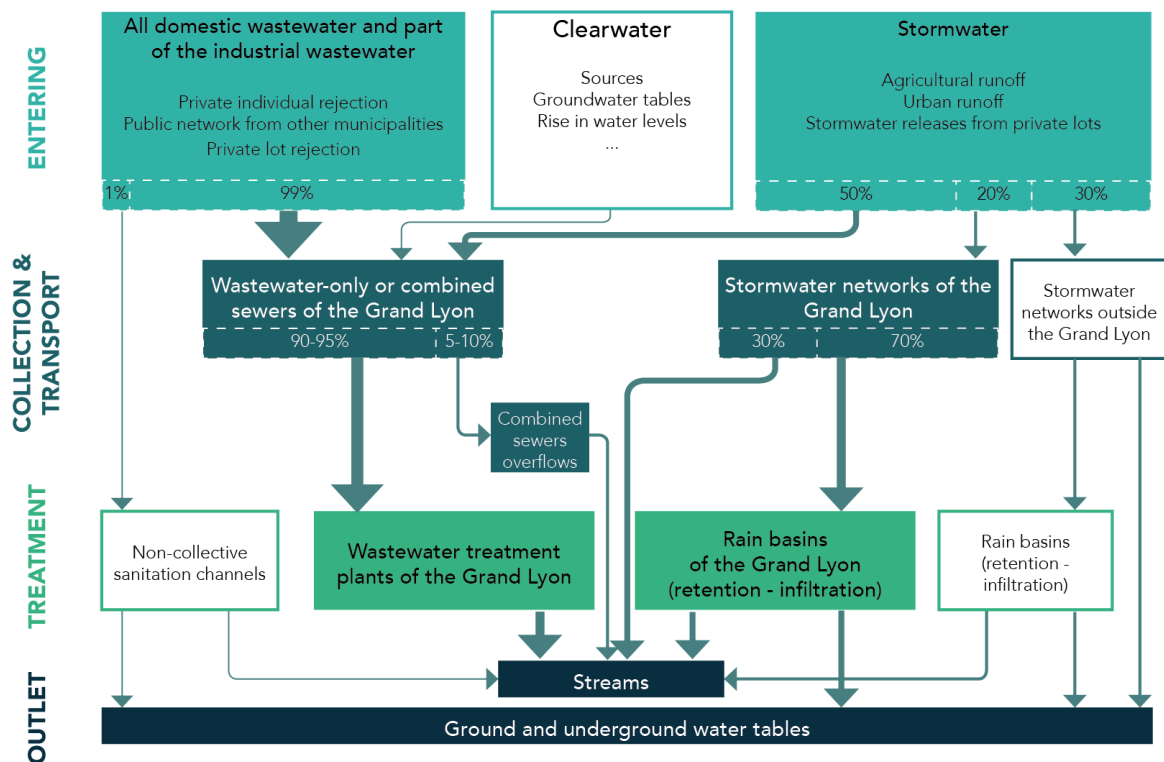 ENTERING
All domestic wastewater and part
of the industrial wastewater
Private individual rejection
Public network from other municipalities
Private lot rejection
1%
99%
Clearwater
Sources
Groundwater tables
Rise in water levels
...
Stormwater
Agricultural runoff
Urban runoff
Stormwater releases from private lots
50%
20%
30%
COLLECTION &
TRANSPORT
Wastewater-only or combined
sewers of the Grand Lyon
90-95%
5-10%
Stormwater networks of the
Grand Lyon
30%
70%
Stormwater
networks outside
the Grand Lyon
Combined
sewers
overflows
TREATMENT
Non-collective
sanitation channels
Wastewater treatment
plants of the Grand Lyon
Rain basins
of the Grand Lyon
(retention - infiltration)
Rain basins
(retention -
infiltration)
OUTLET
Streams
Ground and underground water tables